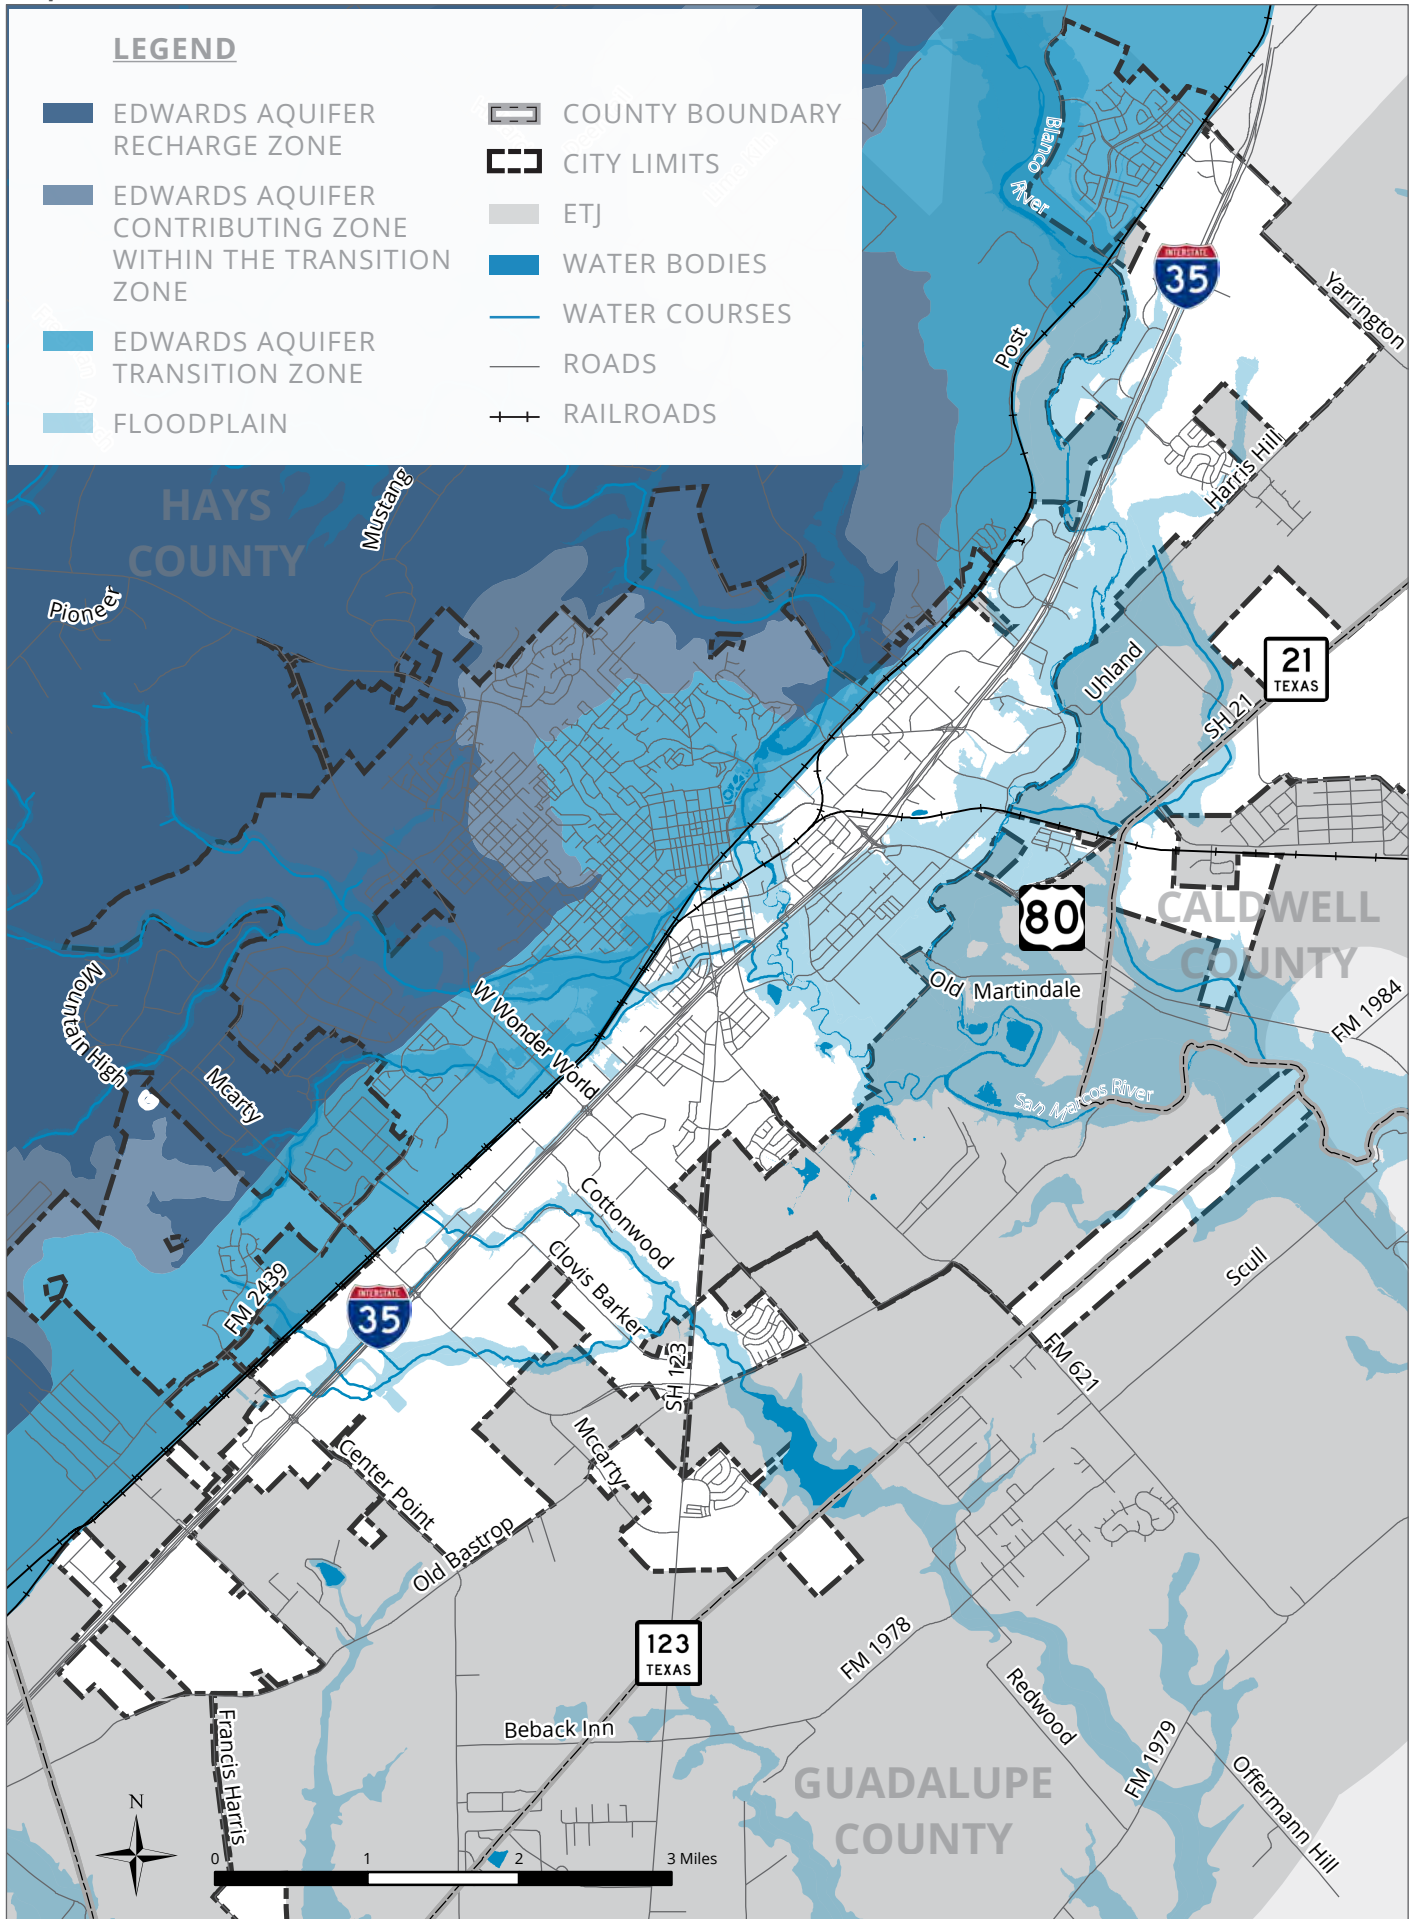 LEGEND
EDWARDS AQUIFER
RECHARGE ZONE
EDWARDS AQUIFER
CONTRIBUTING ZONE
WITHIN THE TRANSITION
ZONE
EDWARDS AQUIFER
TRANSITION ZONE
FLOODPLAIN
COUNTY BOUNDARY
CITY LIMITS
ETJ
WATER BODIES
WATER COURSES
ROADS
RAILROADS
Blanco
River
INTERSTATE
35
Yarrington
Post
Harris Hill
HAYS
COUNTY
Mustang
Pioneer
Uhland
21
TEXAS
SH 21
80
CALDWELL
COUNTY
Old Martindale
FM 1984
W Wonder World
Mountain High
Mcarty
San Marcos River
Cottonwood
Clovis Barker
FM 2439
INTERSTATE
35
SH 123
Scull
FM 621
Mccarty
Center Point
Old Bastrop
123
TEXAS
FM 1978
Redwood
FM 1979
Offermann Hill
Beback Inn
Francis Harris
GUADALUPE
COUNTY
N
0 1 2 3 Miles